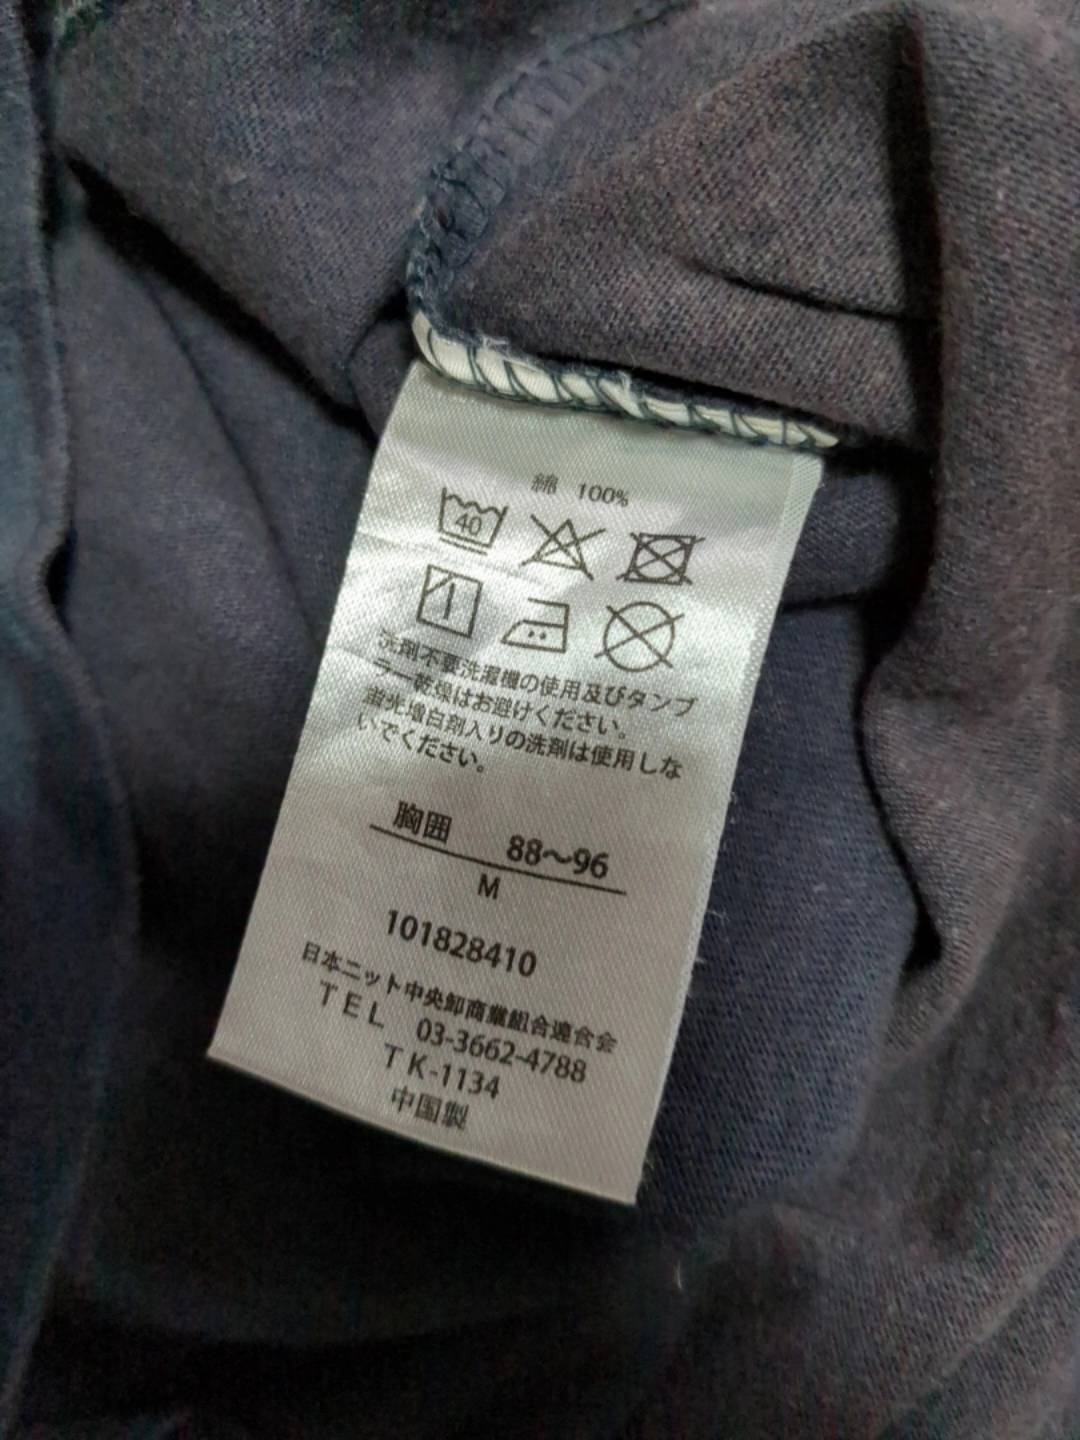 綿 100%
40
洗剤不要洗濯機の使用及びタンブ
ラー乾燥はお避けください。
蛍光増白剤入りの洗剤は使用しな
いでください。
胸囲 88〜96
M
101828410
日本ニット中央卸商業組合連合会
TEL 03-3662-4788
TK-1134
中国製